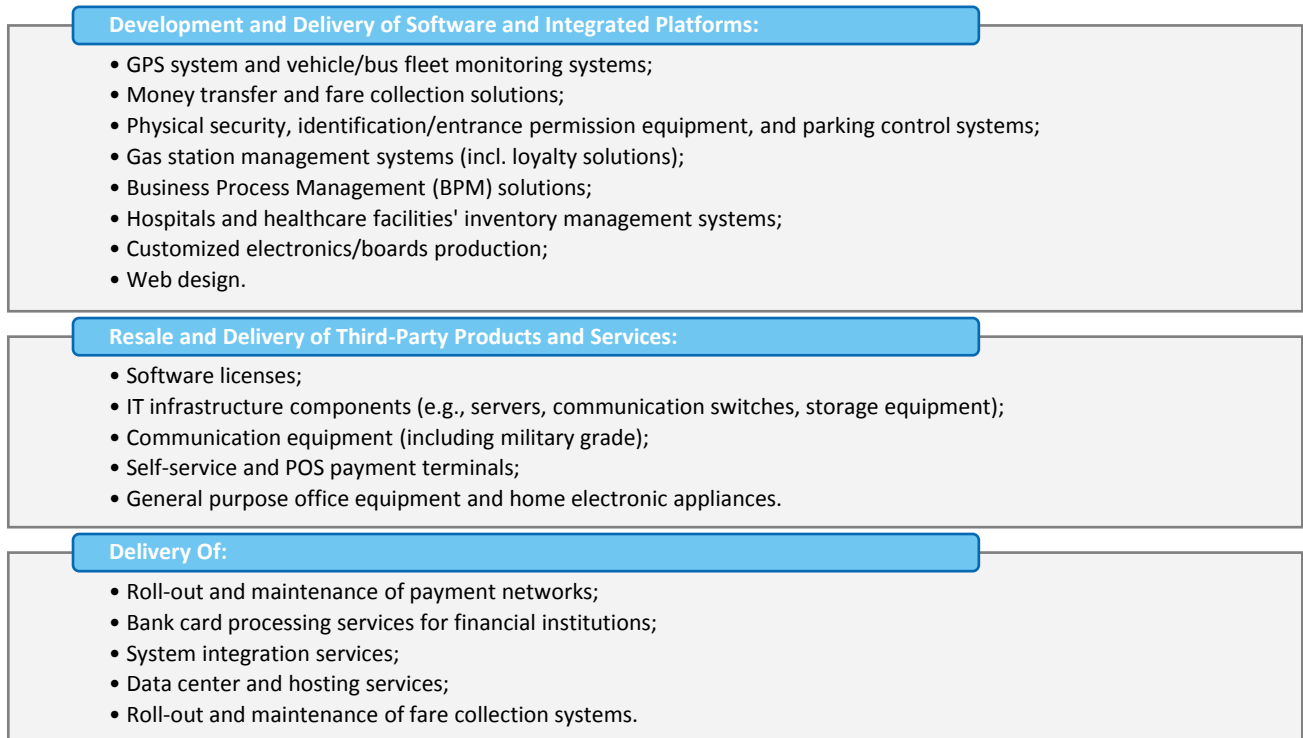 Development and Delivery of Software and Integrated Platforms:
• GPS system and vehicle/bus fleet monitoring systems;
• Money transfer and fare collection solutions;
• Physical security, identification/entrance permission equipment, and parking control systems;
• Gas station management systems (incl. loyalty solutions);
• Business Process Management (BPM) solutions;
• Hospitals and healthcare facilities' inventory management systems;
• Customized electronics/boards production;
• Web design.
Resale and Delivery of Third-Party Products and Services:
• Software licenses;
• IT infrastructure components (e.g., servers, communication switches, storage equipment);
• Communication equipment (including military grade);
• Self-service and POS payment terminals;
• General purpose office equipment and home electronic appliances.
Delivery Of:
• Roll-out and maintenance of payment networks;
• Bank card processing services for financial institutions;
• System integration services;
• Data center and hosting services;
• Roll-out and maintenance of fare collection systems.